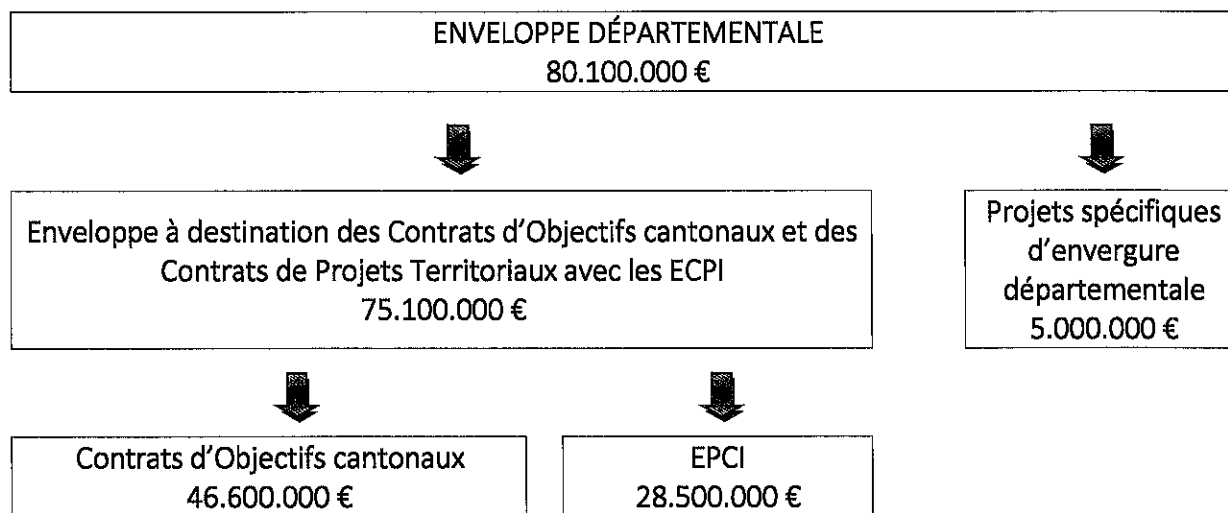 ENVELOPPE DÉPARTEMENTALE
80.100.000 €
Enveloppe à destination des Contrats d'Objectifs cantonaux et des
Contrats de Projets Territoriaux avec les ECPI
75.100.000 €
Projets spécifiques
d'envergure
départementale
5.000.000 €
Contrats d'Objectifs cantonaux
46.600.000 €
EPCI
28.500.000 €